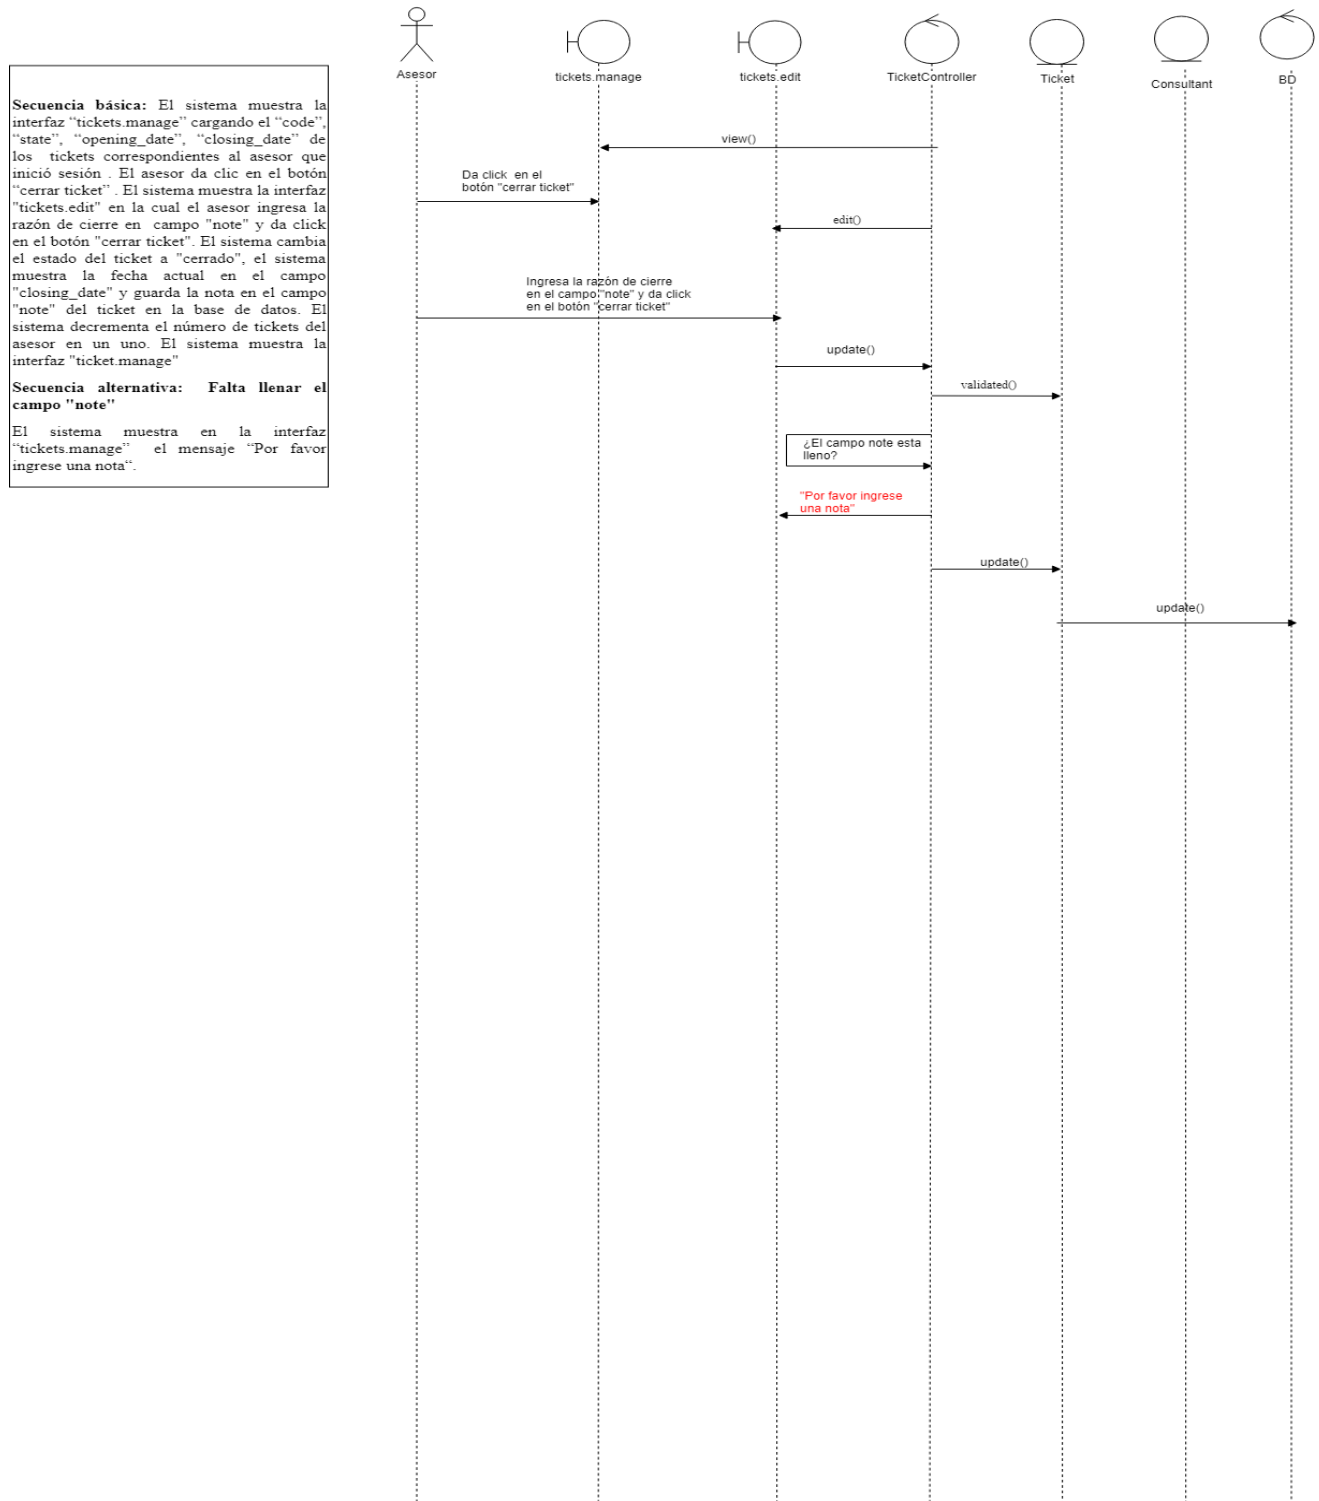 Asesor
tickets.manage
tickets.edit
TicketController
Ticket
Consultant
BD
Secuencia básica: El sistema muestra la
interfaz “tickets.manage” cargando el “code”,
“state”, “opening_date”, “closing_date” de
los tickets correspondientes al asesor que
inició sesión . El asesor da clic en el botón
“cerrar ticket” . El sistema muestra la interfaz
"tickets.edit" en la cual el asesor ingresa la
razón de cierre en campo "note" y da click
en el botón "cerrar ticket". El sistema cambia
el estado del ticket a "cerrado", el sistema
muestra la fecha actual en el campo
"closing_date" y guarda la nota en el campo
"note" del ticket en la base de datos. El
sistema decrementa el número de tickets del
asesor en un uno. El sistema muestra la
interfaz "ticket.manage"
Secuencia alternativa: Falta llenar el
campo "note"
El sistema muestra en la interfaz
“tickets.manage” el mensaje “Por favor
ingrese una nota“.
view()
Da click en el
botón "cerrar ticket"
edit()
Ingresa la razón de cierre
en el campo "note" y da click
en el botón "cerrar ticket"
update()
validated()
¿El campo note esta
lleno?
"Por favor ingrese
una nota"
update()
update()